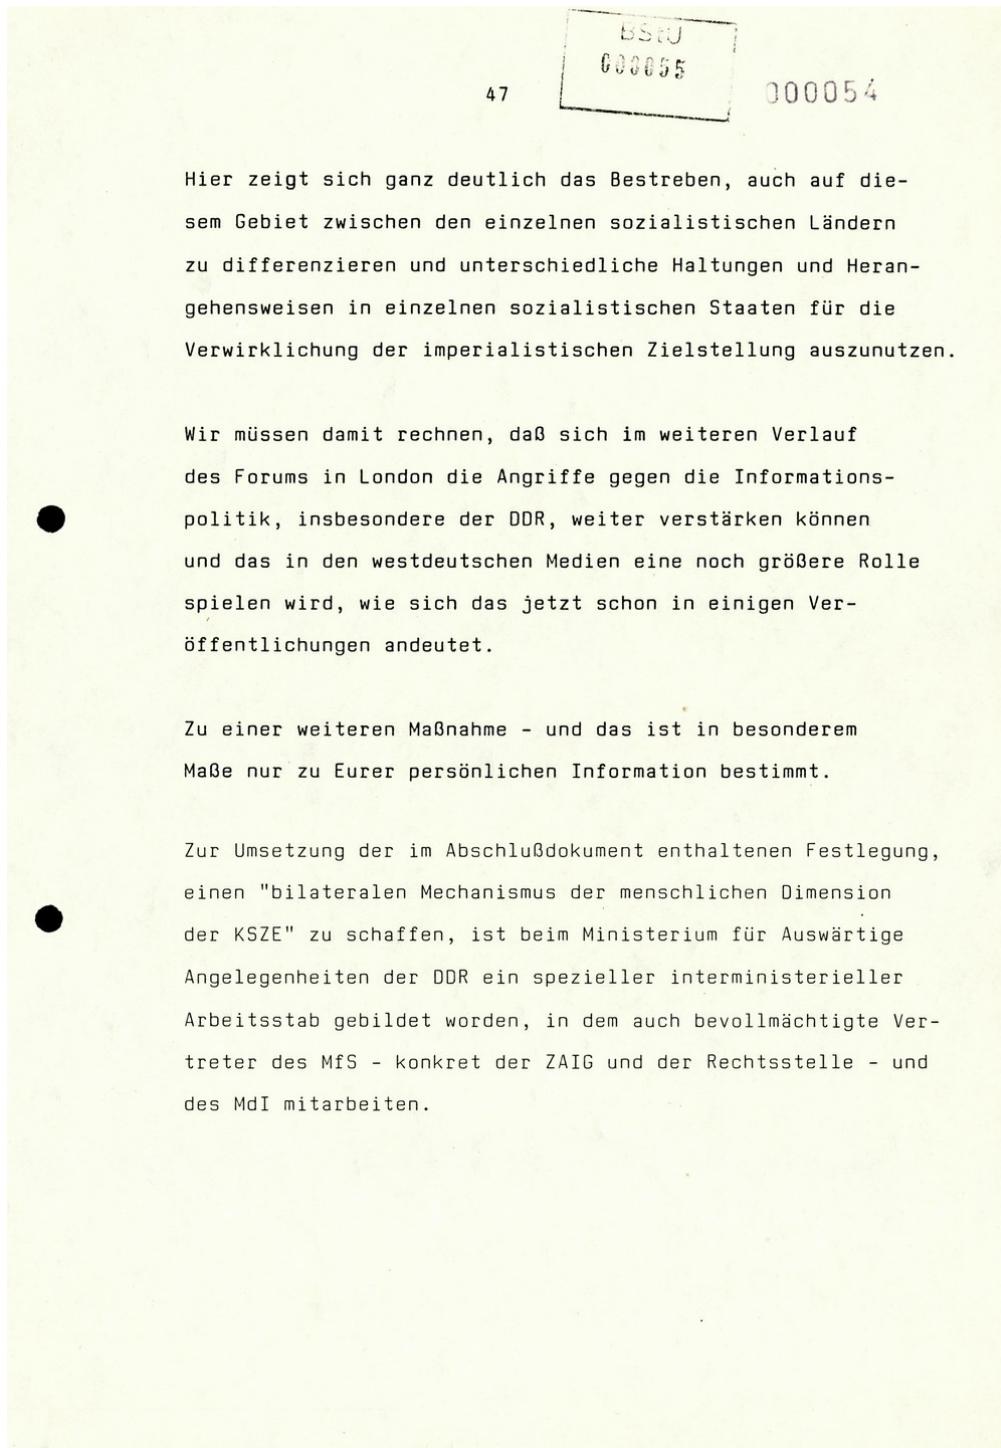 BStU
000055
47
000054
Hier zeigt sich ganz deutlich das Bestreben, auch auf die-
sem Gebiet zwischen den einzelnen sozialistischen Ländern
zu differenzieren und unterschiedliche Haltungen und Heran-
gehensweisen in einzelnen sozialistischen Staaten für die
Verwirklichung der imperialistischen Zielstellung auszunutzen.
Wir müssen damit rechnen, daß sich im weiteren Verlauf
des Forums in London die Angriffe gegen die Informations-
politik, insbesondere der DDR, weiter verstärken können
und das in den westdeutschen Medien eine noch größere Rolle
spielen wird, wie sich das jetzt schon in einigen Ver-
öffentlichungen andeutet.
Zu einer weiteren Maßnahme - und das ist in besonderem
Maße nur zu Eurer persönlichen Information bestimmt.
Zur Umsetzung der im Abschlußdokument enthaltenen Festlegung,
einen "bilateralen Mechanismus der menschlichen Dimension
der KSZE" zu schaffen, ist beim Ministerium für Auswärtige
Angelegenheiten der DDR ein spezieller interministerieller
Arbeitsstab gebildet worden, in dem auch bevollmächtigte Ver-
treter des MfS - konkret der ZAIG und der Rechtsstelle - und
des MdI mitarbeiten.